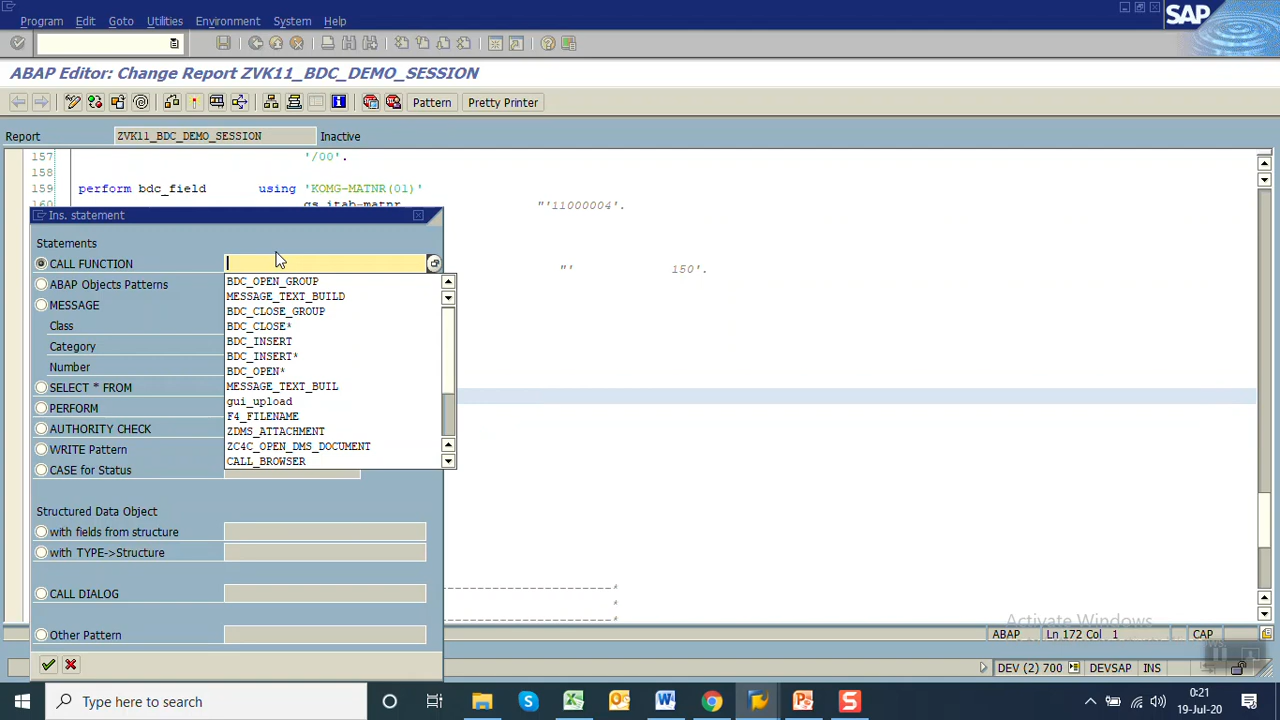 Program Edit Goto Utilities Environment System Help
SAP
ABAP Editor: Change Report ZVK11_BDC_DEMO_SESSION
Pattern Pretty Printer
Report ZVK11_BDC_DEMO_SESSION Inactive
157 '/00'.
158
159 perform bdc_field using 'KOMG-MATNR(01)'
160 gs_itab-matnr "'11000004'.
Ins. statement
Statements
CALL FUNCTION
"' 150'.
ABAP Objects Patterns
MESSAGE
Class
Category
Number
SELECT * FROM
PERFORM
AUTHORITY CHECK
WRITE Pattern
CASE for Status
BDC_OPEN_GROUP
MESSAGE_TEXT_BUILD
BDC_CLOSE_GROUP
BDC_CLOSE*
BDC_INSERT
BDC_INSERT*
BDC_OPEN*
MESSAGE_TEXT_BUIL
gui_upload
F4_FILENAME
ZDMS_ATTACHMENT
ZC4C_OPEN_DMS_DOCUMENT
CALL_BROWSER
Structured Data Object
with fields from structure
with TYPE->Structure
CALL DIALOG
Other Pattern
--------------------*
*
--------------------*
Activate Windows
ABAP Ln 172 Col 1 CAP
DEV (2) 700 DEVSAP INS
Type here to search
0:21
19-Jul-20